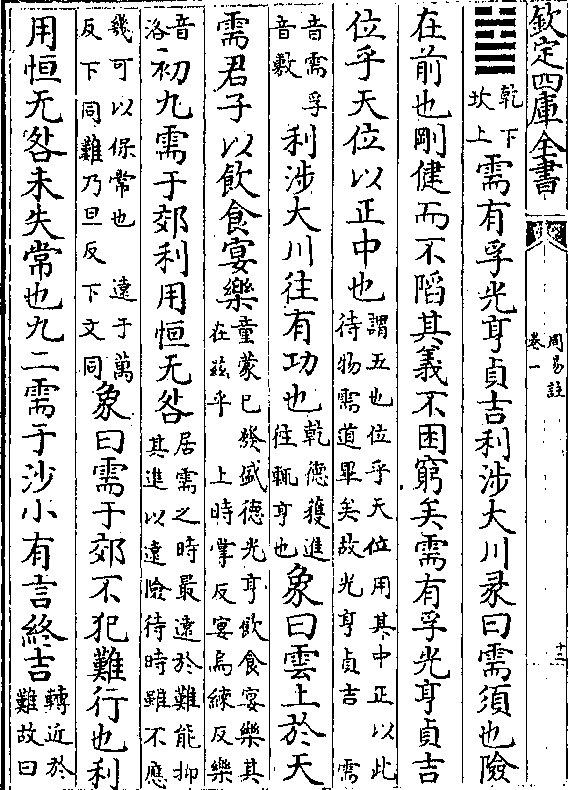 欽定四庫全書
周易註
卷一
十二
䷄
乾下
坎上
需有孚光亨貞吉利涉大川彖曰需須也險
在前也剛健而不陷其義不困窮矣需有孚光亨貞吉
位乎天位以正中也
謂五也位乎天位用其中正以此
待物需道畢矣故光亨貞吉 需
音需孚
音敷
利涉大川往有功也
乾德獲進
往輒亨也
象曰雲上於天
需君子以飲食宴樂
童蒙已發盛德光亨飲食宴樂其
在兹乎 上時掌反宴烏練反樂
音
洛
初九需于郊利用恒无咎
居需之時最遠於難能抑
其進以遠險待時雖不應
幾可以保常也 遠于萬
反下同難乃旦反下文同
象曰需于郊不犯難行也利
用恒无咎未失常也九二需于沙小有言終吉
轉近於
難故曰